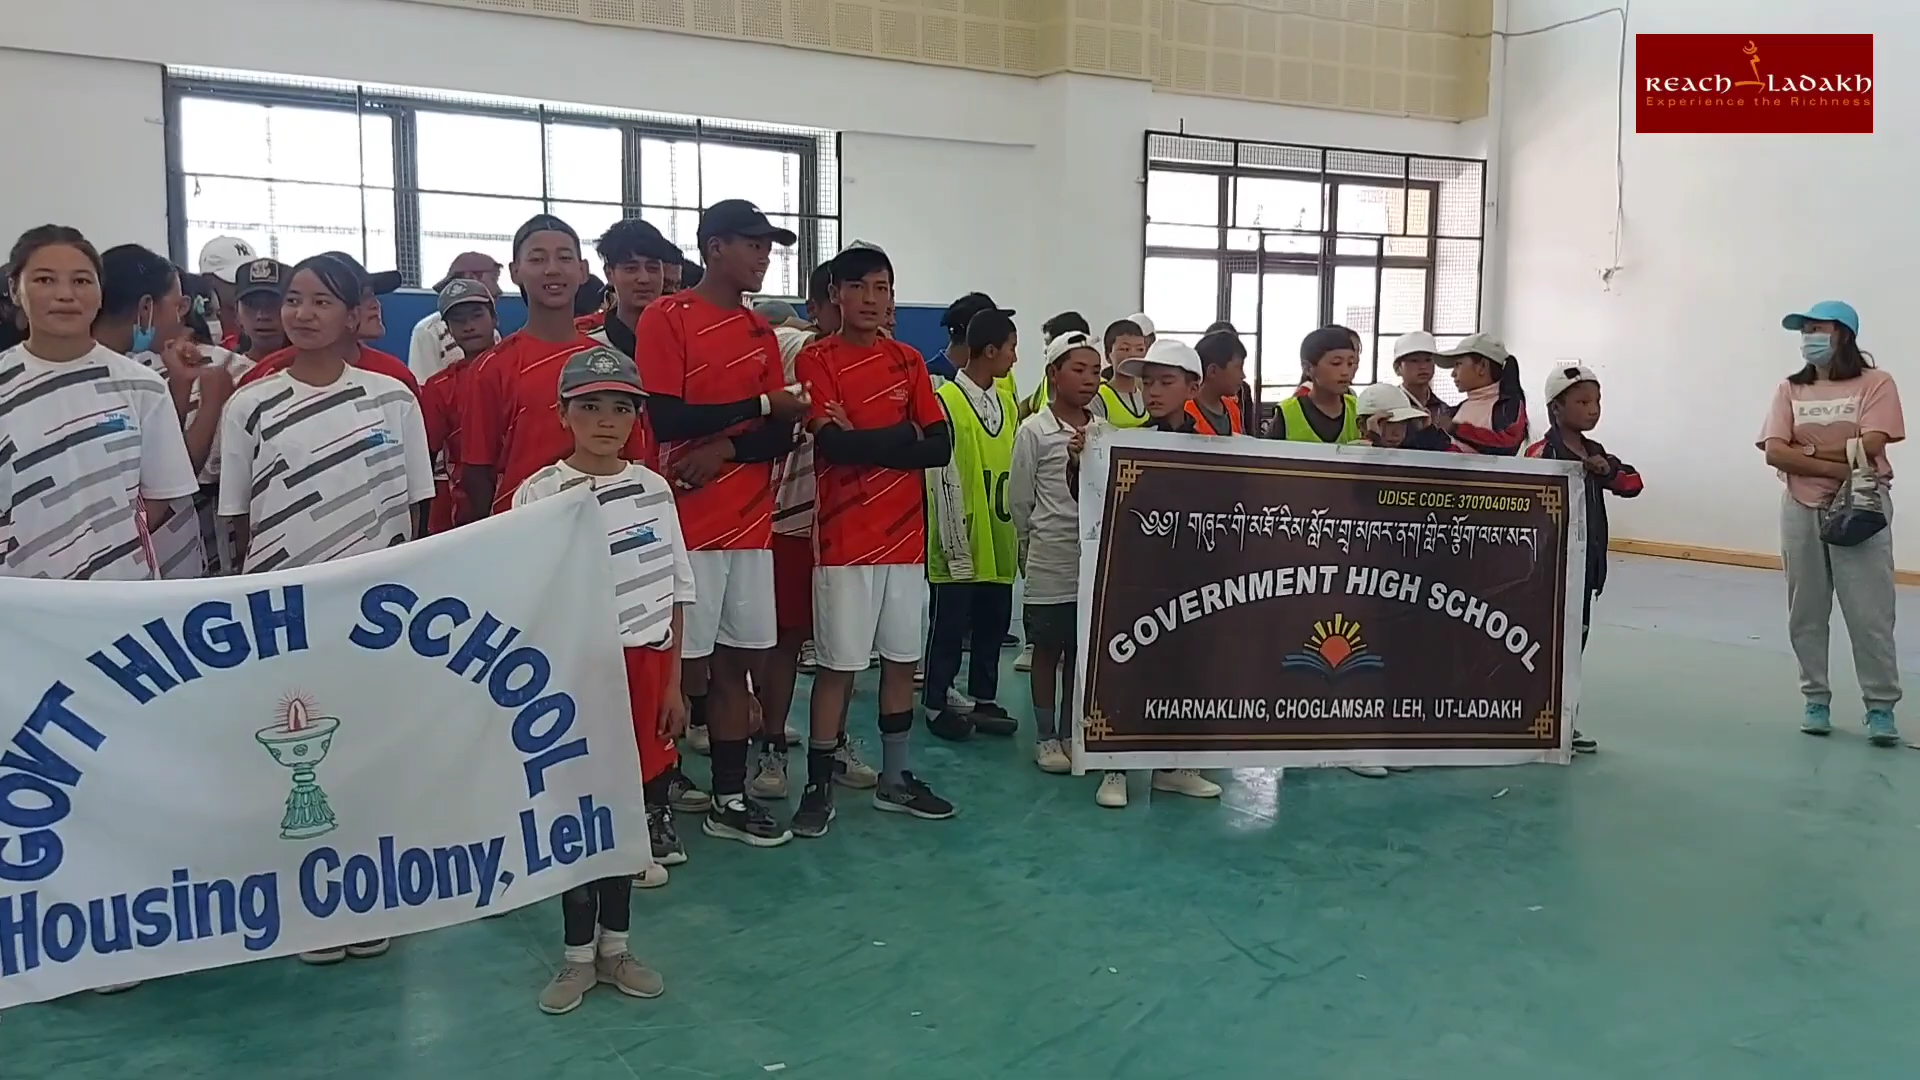 REACH LADAKH
Experience the Richness
GOVT HIGH SCHOOL
Housing Colony, Leh
UDISE CODE: 37070401503
༄༅། གཞུང་གི་མཐོ་རིམ་སློབ་གྲྭ་མཁར་ནག་གླིང་ལྕོག་ལམ་སར།
GOVERNMENT HIGH SCHOOL
KHARNAKLING, CHOGLAMSAR LEH, UT-LADAKH
Levi's